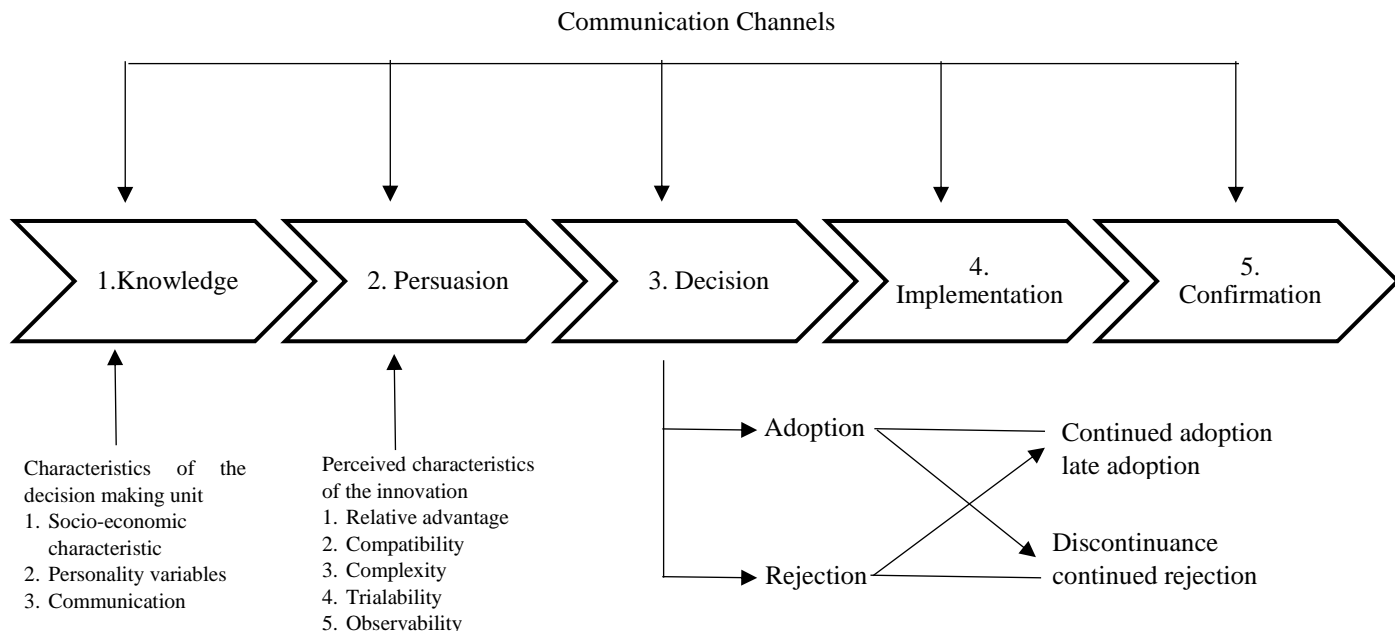 Communication Channels
1.Knowledge
2. Persuasion
3. Decision
4.
Implementation
5.
Confirmation
Characteristics of the
decision making unit
1. Socio-economic
characteristic
2. Personality variables
3. Communication
Perceived characteristics
of the innovation
1. Relative advantage
2. Compatibility
3. Complexity
4. Trialability
5. Observability
Adoption
Rejection
Continued adoption
late adoption
Discontinuance
continued rejection